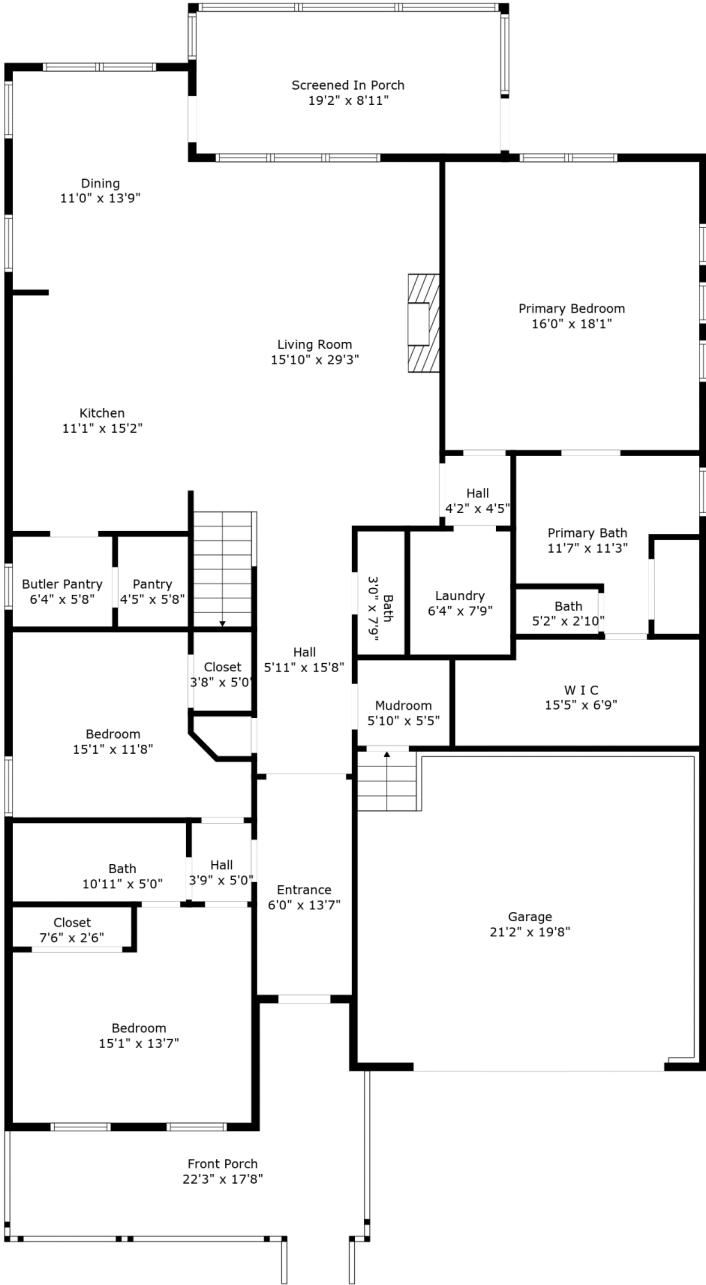 Screened In Porch
19'2" x 8'11"
Dining
11'0" x 13'9"
Primary Bedroom
16'0" x 18'1"
Living Room
15'10" x 29'3"
Kitchen
11'1" x 15'2"
Hall
4'2" x 4'5"
Primary Bath
11'7" x 11'3"
Butler Pantry
6'4" x 5'8"
Pantry
4'5" x 5'8"
Bath
3'0" x 7'9"
Laundry
6'4" x 7'9"
Bath
5'2" x 2'10"
Hall
5'11" x 15'8"
Closet
3'8" x 5'0"
Mudroom
5'10" x 5'5"
W I C
15'5" x 6'9"
Bedroom
15'1" x 11'8"
Bath
10'11" x 5'0"
Hall
3'9" x 5'0"
Entrance
6'0" x 13'7"
Closet
7'6" x 2'6"
Garage
21'2" x 19'8"
Bedroom
15'1" x 13'7"
Front Porch
22'3" x 17'8"